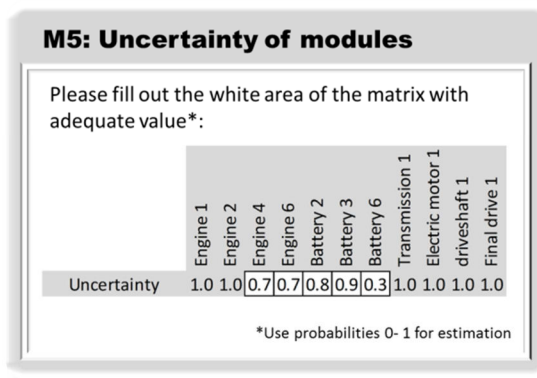 M5: Uncertainty of modules
Please fill out the white area of the matrix with
adequate value*:
Engine 1
Engine 2
Engine 4
Engine 6
Battery 2
Battery 3
Battery 6
Transmission 1
Electric motor 1
driveshaft 1
Final drive 1
Uncertainty 1.0 1.0 0.7 0.7 0.8 0.9 0.3 1.0 1.0 1.0 1.0
*Use probabilities 0- 1 for estimation